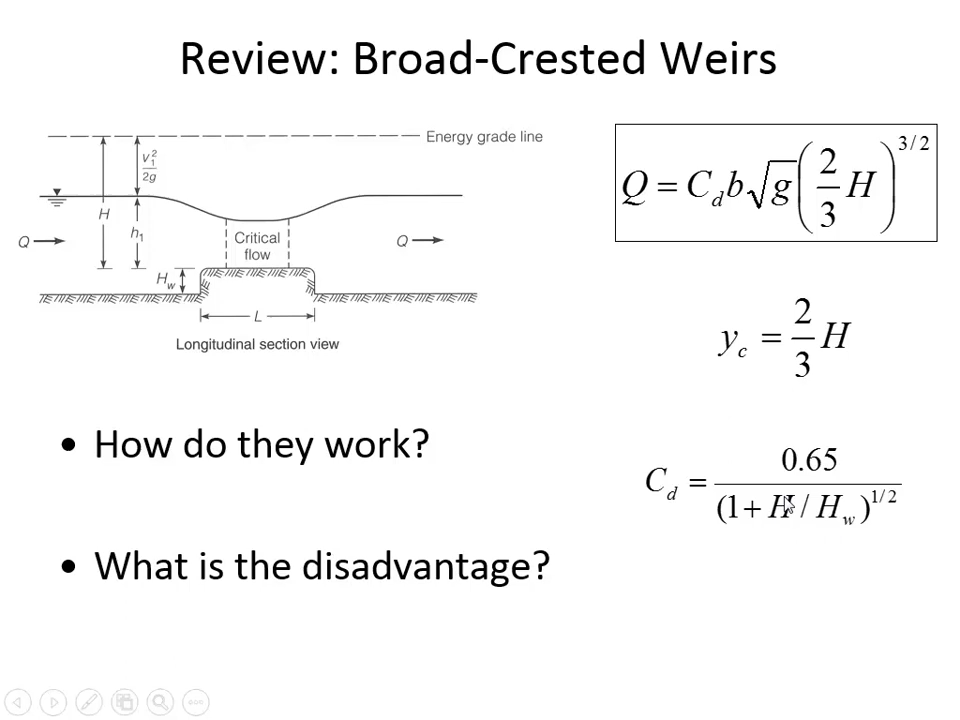 Review: Broad-Crested Weirs
Energy grade line
v₁²
2g
H
h₁
Q
Critical
flow
Q
H_w
L
Longitudinal section view
Q = C_d b √g (2/3 H)^3/2
y_c = 2/3 H
• How do they work?
C_d = 0.65 / (1 + H / H_w)^1/2
• What is the disadvantage?